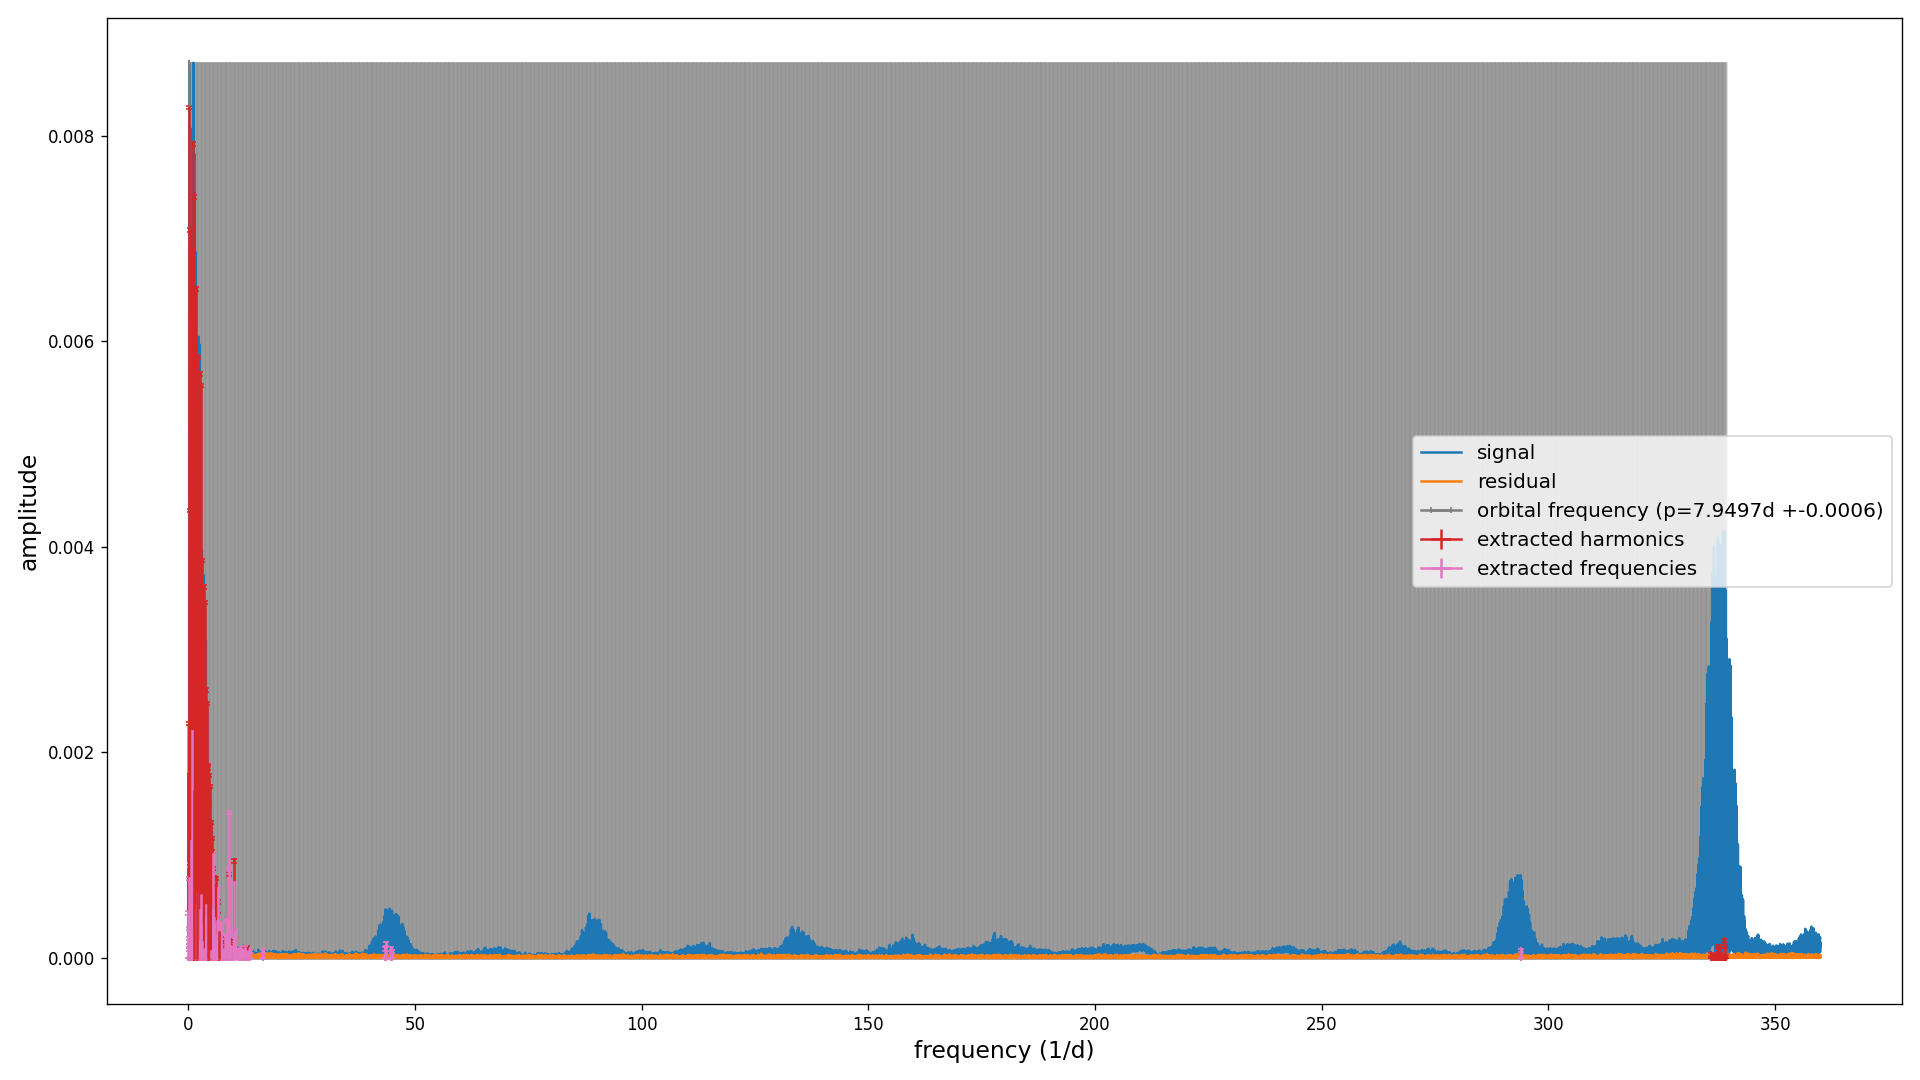 amplitude
0.008
0.006
0.004
0.002
0.000
signal
residual
orbital frequency (p=7.9497d +-0.0006)
extracted harmonics
extracted frequencies
0 50 100 150 200 250 300 350
frequency (1/d)